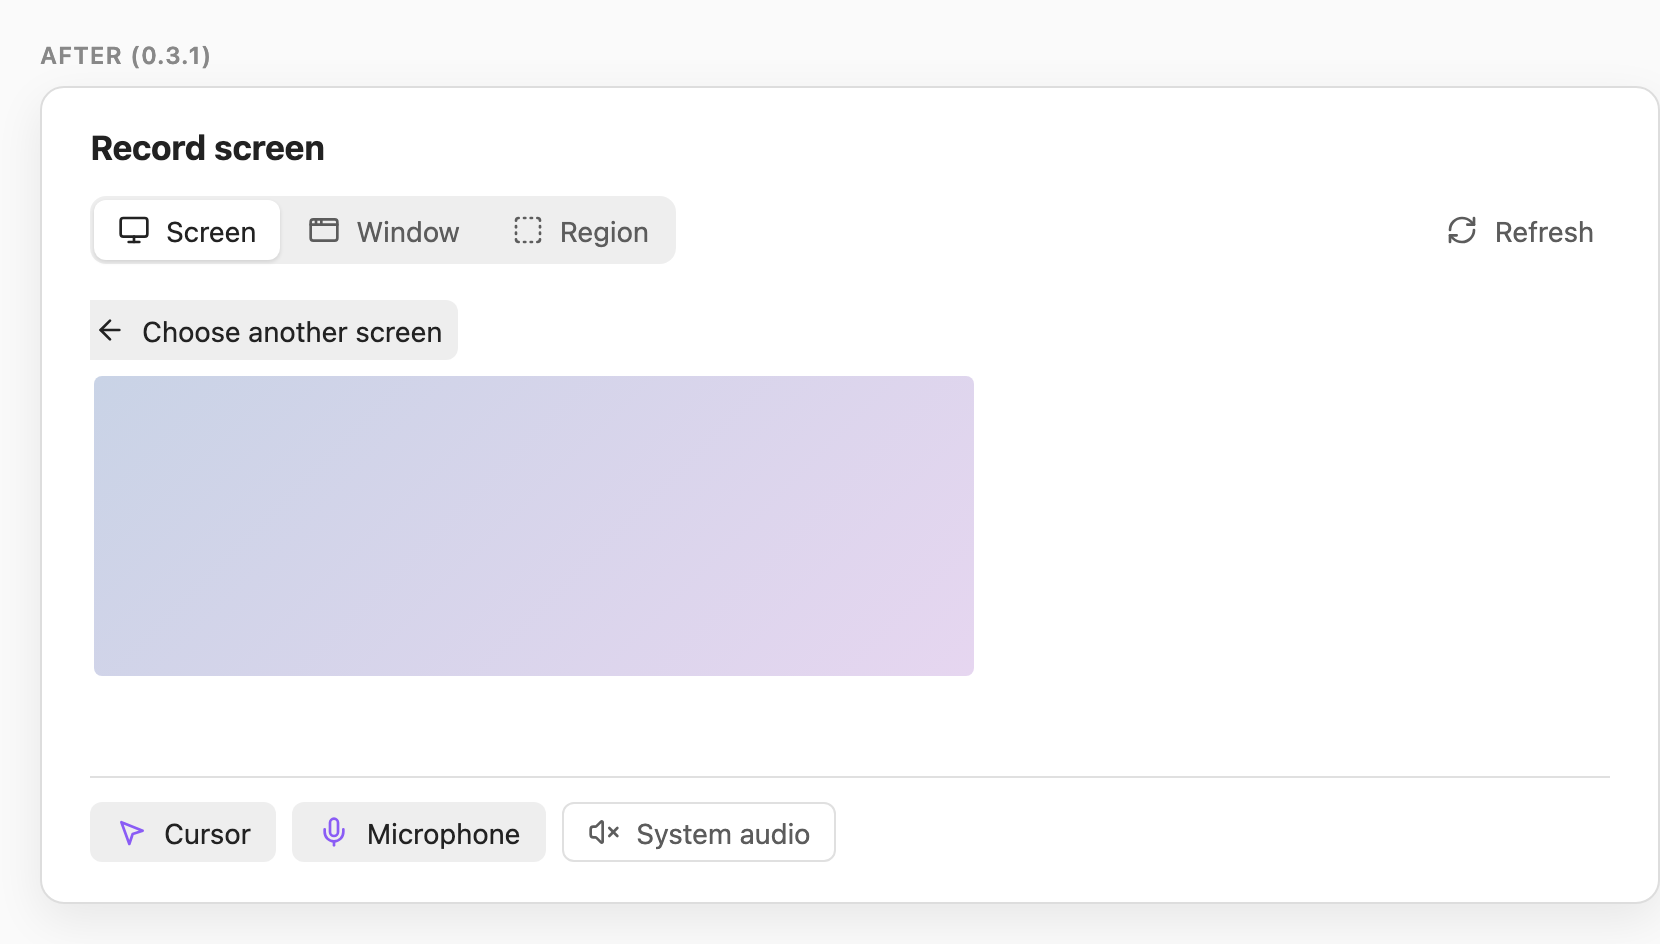 AFTER (0.3.1)
Record screen
Screen Window Region Refresh
Choose another screen
Cursor Microphone System audio